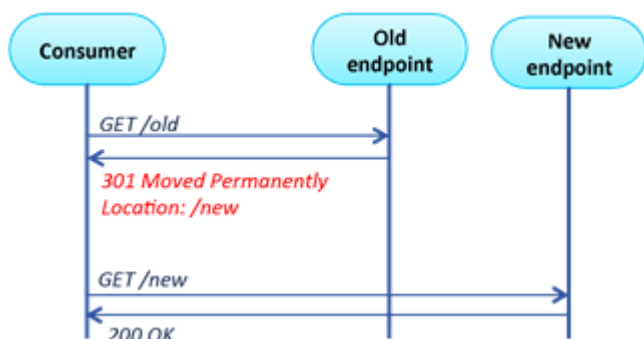 Consumer
Old
endpoint
New
endpoint
GET /old
301 Moved Permanently
Location: /new
GET /new
200 OK